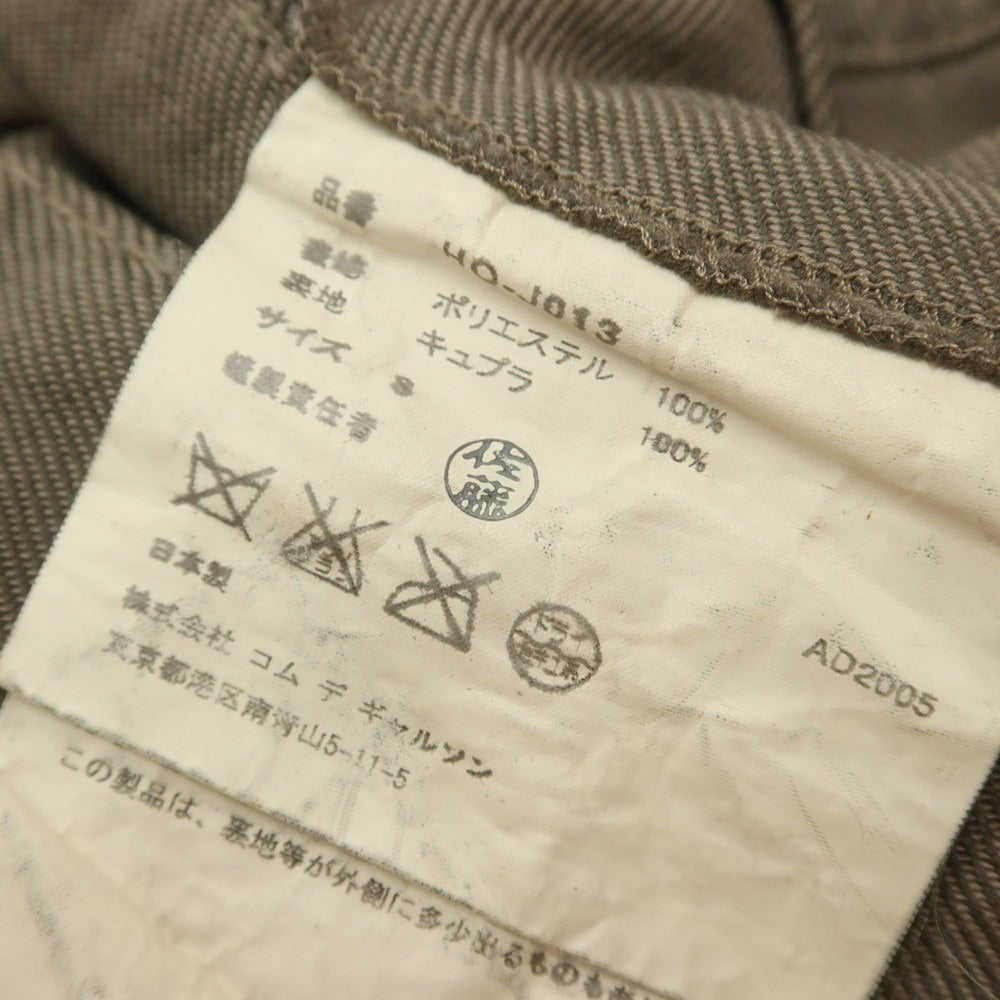 品番 HO-J013
表地 ポリエステル 100%
裏地 キュプラ 100%
サイズ S
縫製責任者 佐藤
ドライ
日本製
AD2005
株式会社 コム デ ギャルソン
東京都港区南青山5-11-5
この製品は、裏地等が外側に多少出るものもあ